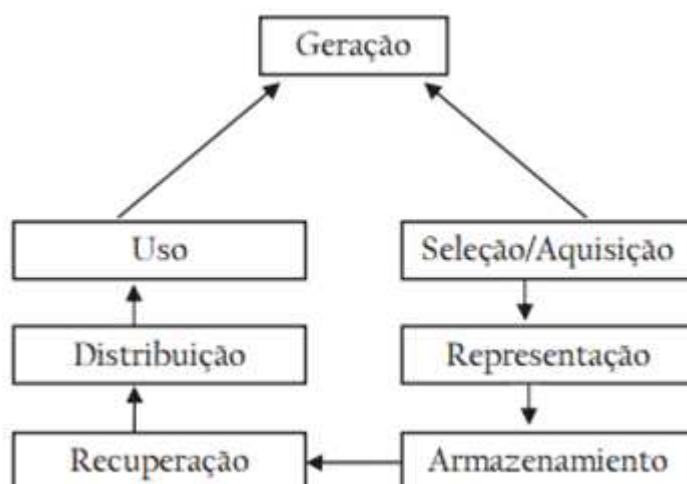 Geração
Uso
Seleção/Aquisição
Distribuição
Representação
Recuperação
Armazenamiento